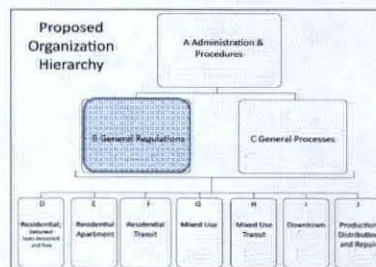 Proposed
Organization
Hierarchy
A Administration &
Procedures
B General Regulations
C General Processes
D
E
F
G
H
I
J
Residential;
Residential
Apartment
Residential
Transit
Mixed Use
Mixed Use
Transit
Downtown
Production
Distribution
and Repair